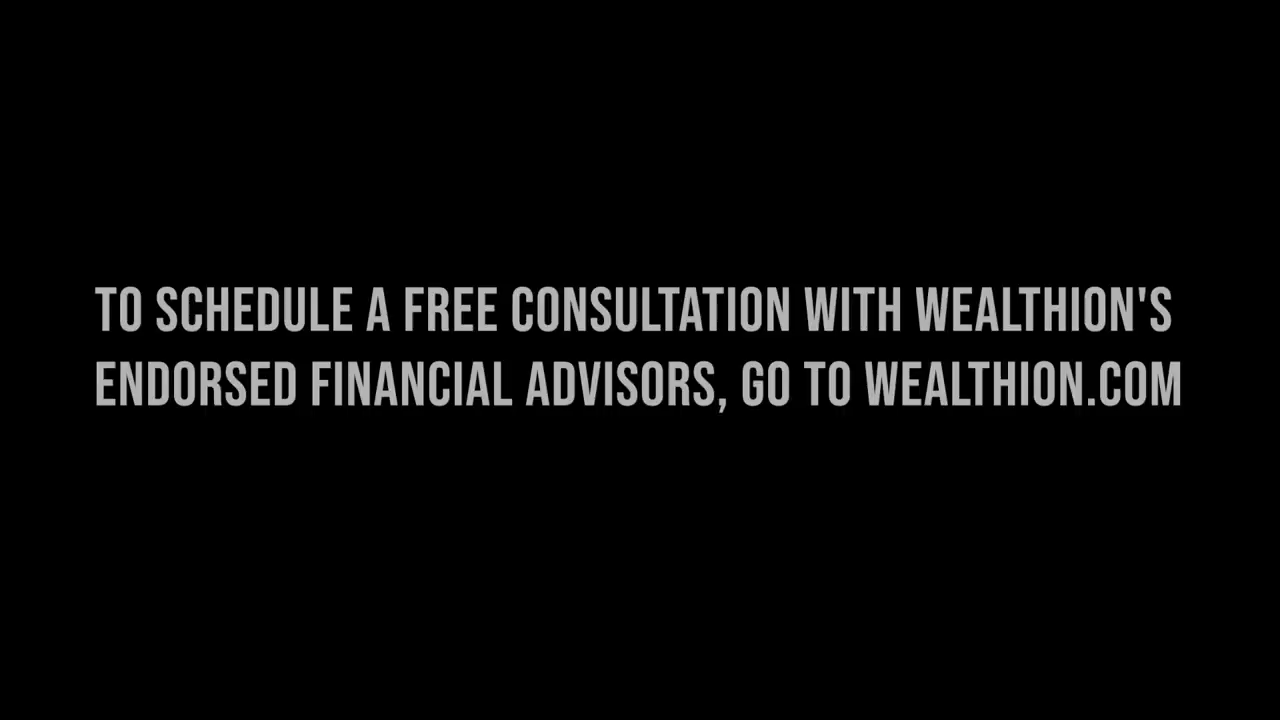 TO SCHEDULE A FREE CONSULTATION WITH WEALTHION'S
ENDORSED FINANCIAL ADVISORS, GO TO WEALTHION.COM